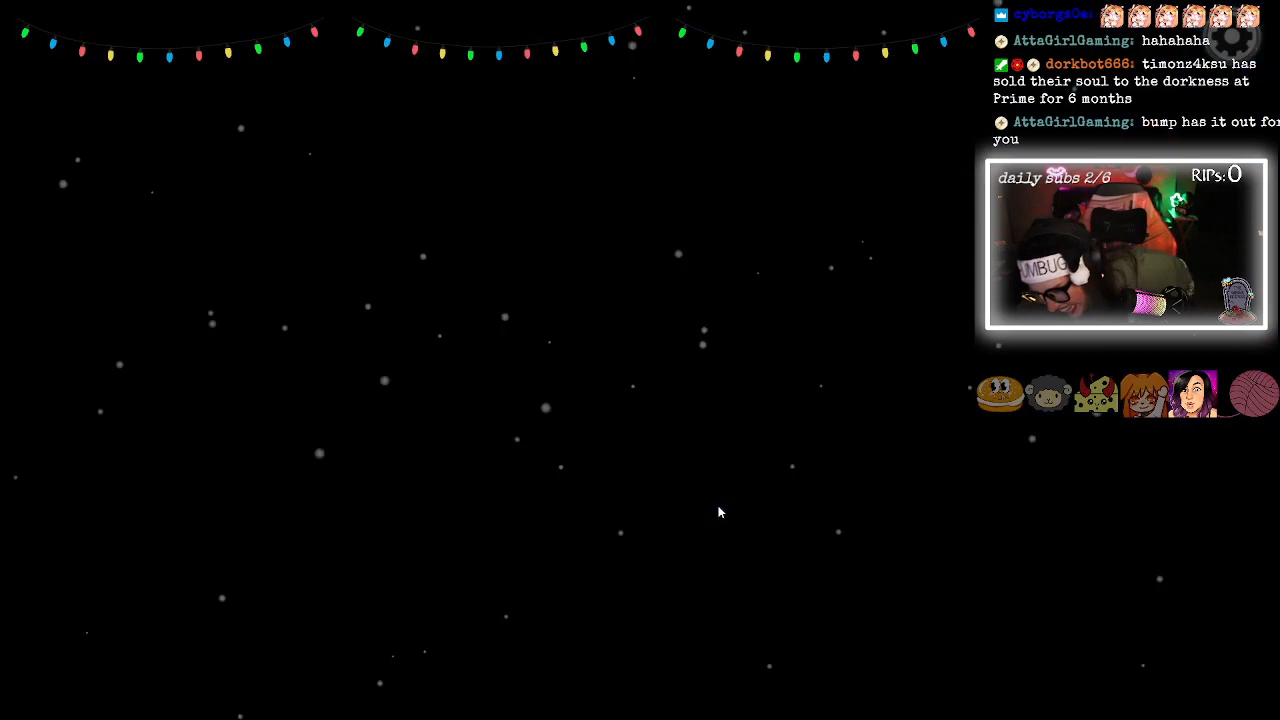 cyborgs0e:
AttaGirlGaming: hahahaha
dorkbot666: timonz4ksu has
sold their soul to the dorkness at
Prime for 6 months
AttaGirlGaming: bump has it out for
you
daily subs 2/6
RIPs:0
UMBUG